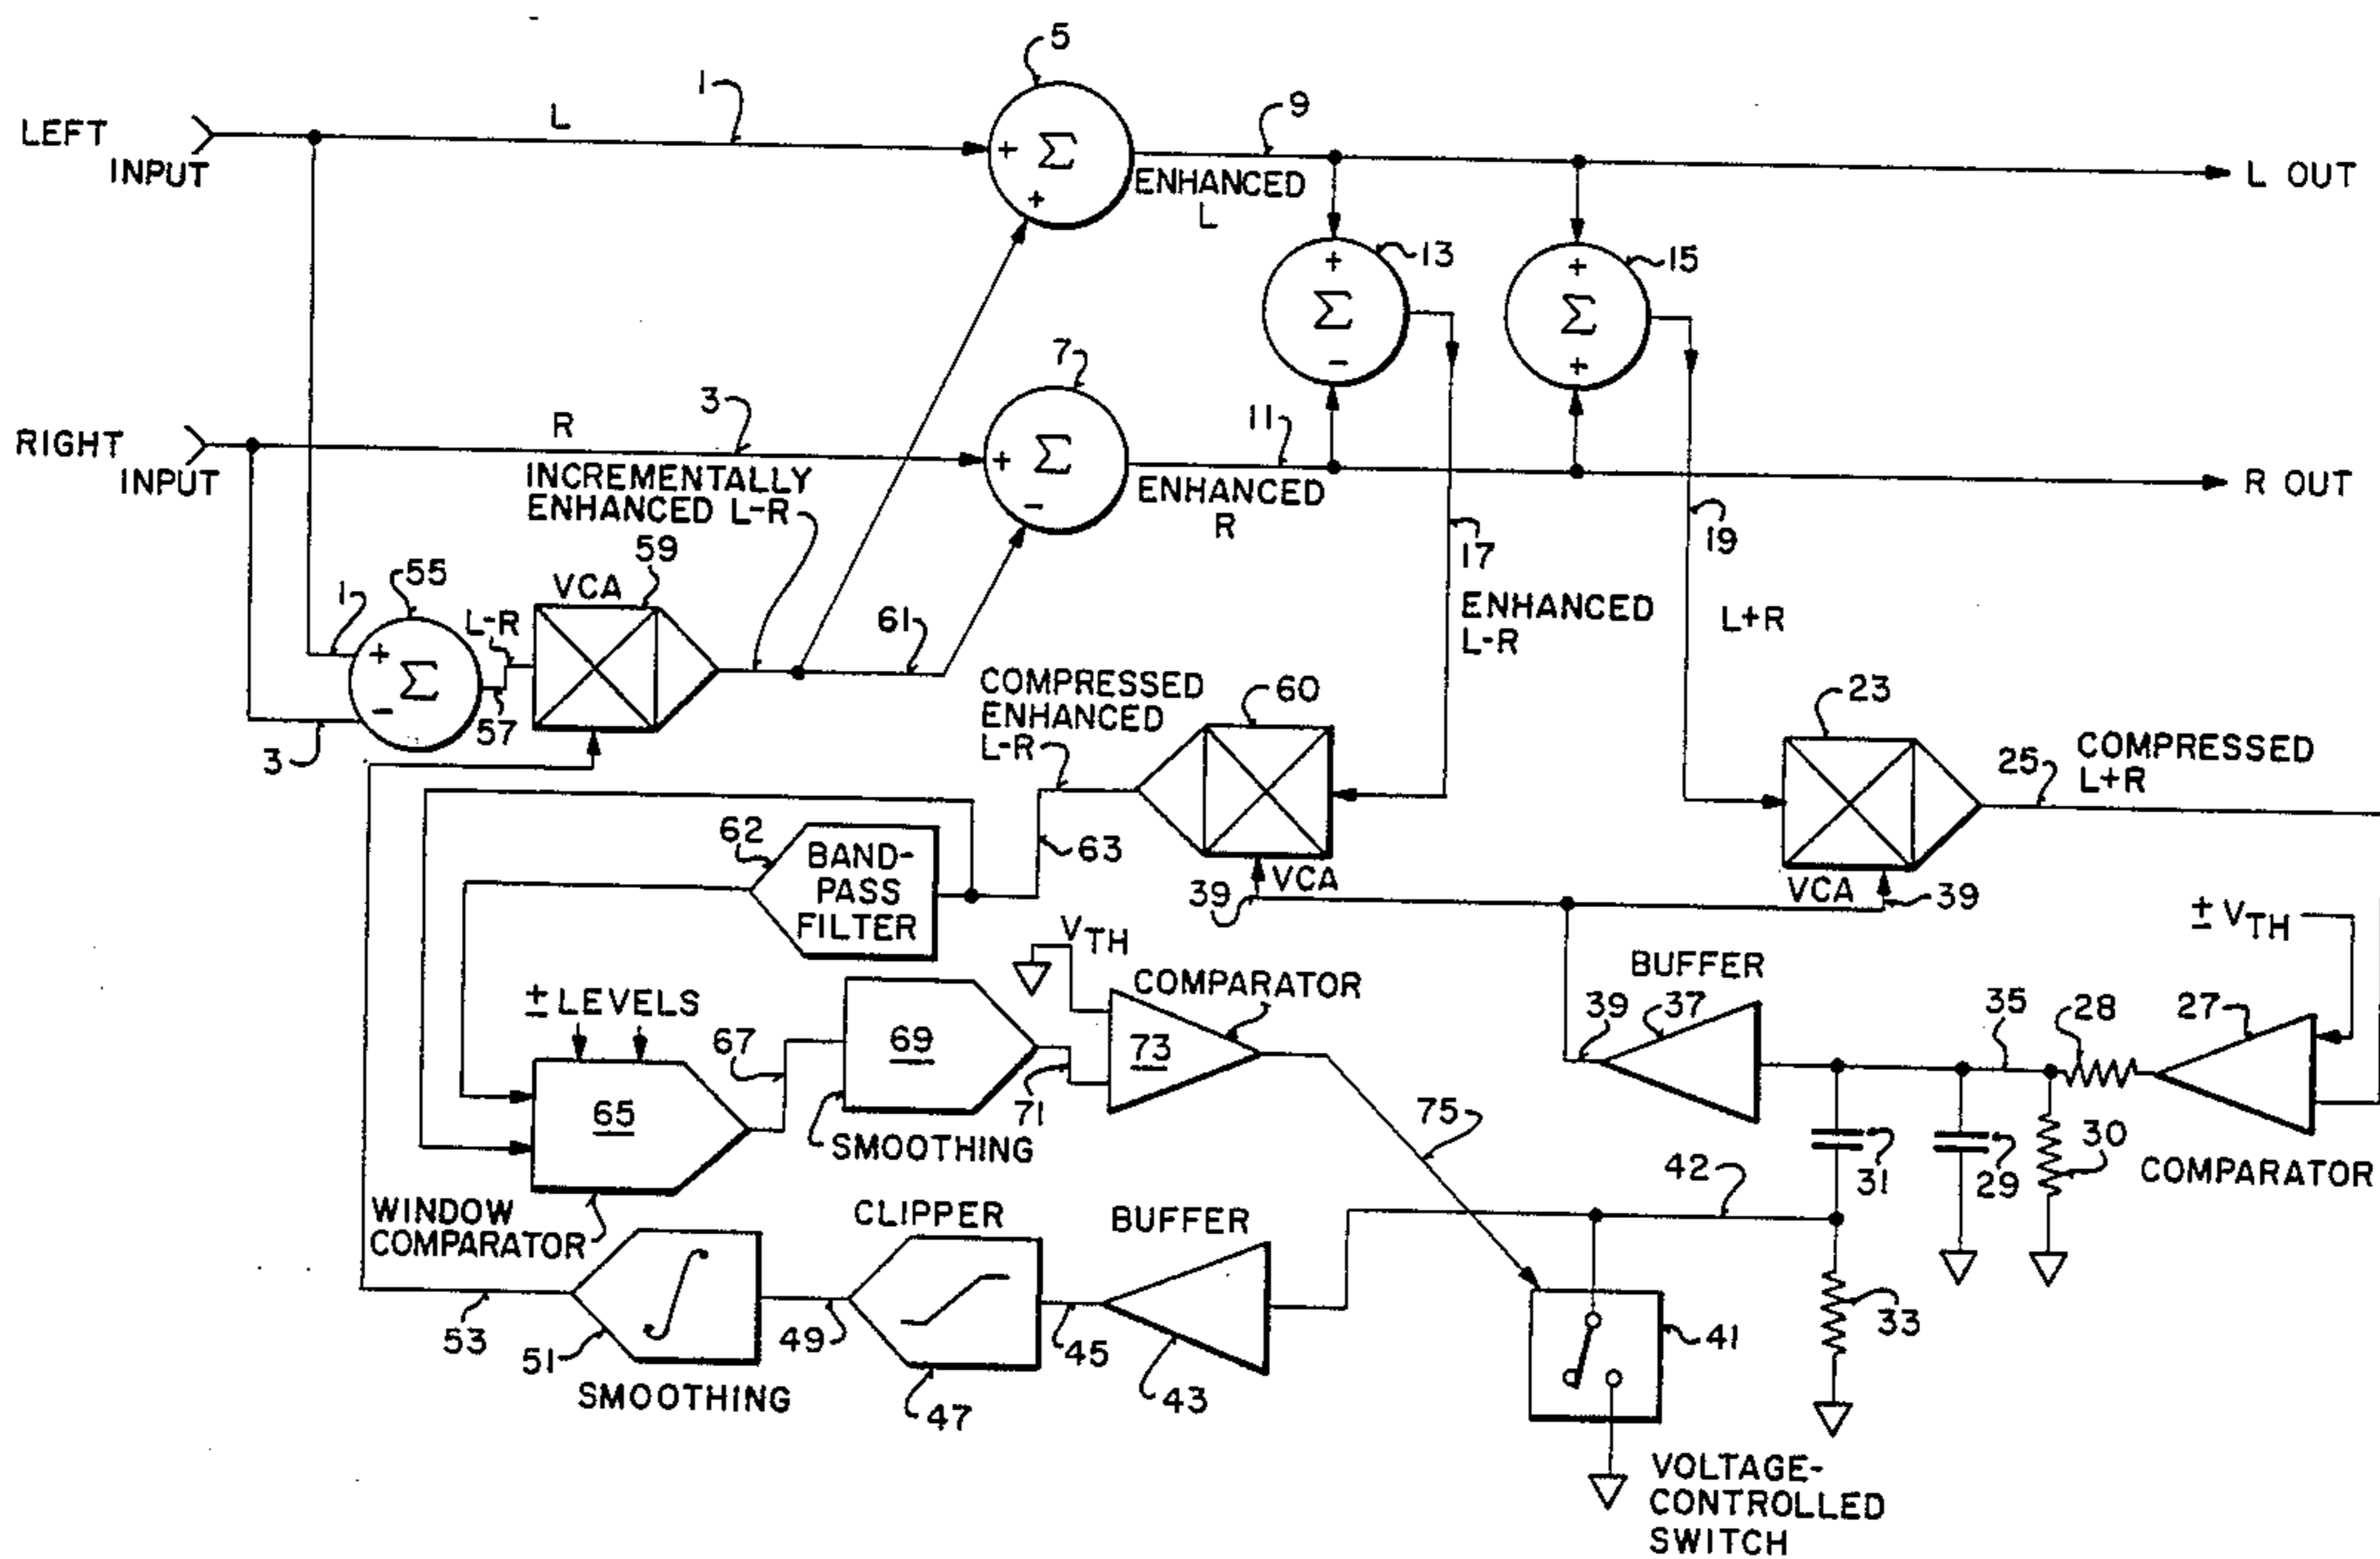 5
1
L
9
LEFT
INPUT
+ Σ
+
ENHANCED
L
L OUT
+
Σ
-
13
+
Σ
+
15
7
3
R
11
RIGHT
INPUT
+ Σ
-
ENHANCED
R
R OUT
INCREMENTALLY
ENHANCED L-R
59
17
19
55
VCA
1
L-R
61
ENHANCED
L-R
L+R
+
Σ
-
57
3
COMPRESSED
ENHANCED
L-R
60
23
25
COMPRESSED
L+R
62
BAND-
PASS
FILTER
63
39
VCA
VCA
39
± VTH
VTH
± LEVELS
COMPARATOR
BUFFER
39
37
35
28
27
67
69
73
71
65
SMOOTHING
75
42
31
29
30
COMPARATOR
WINDOW
COMPARATOR
CLIPPER
BUFFER
53
51
49
45
43
41
33
SMOOTHING
47
VOLTAGE-
CONTROLLED
SWITCH